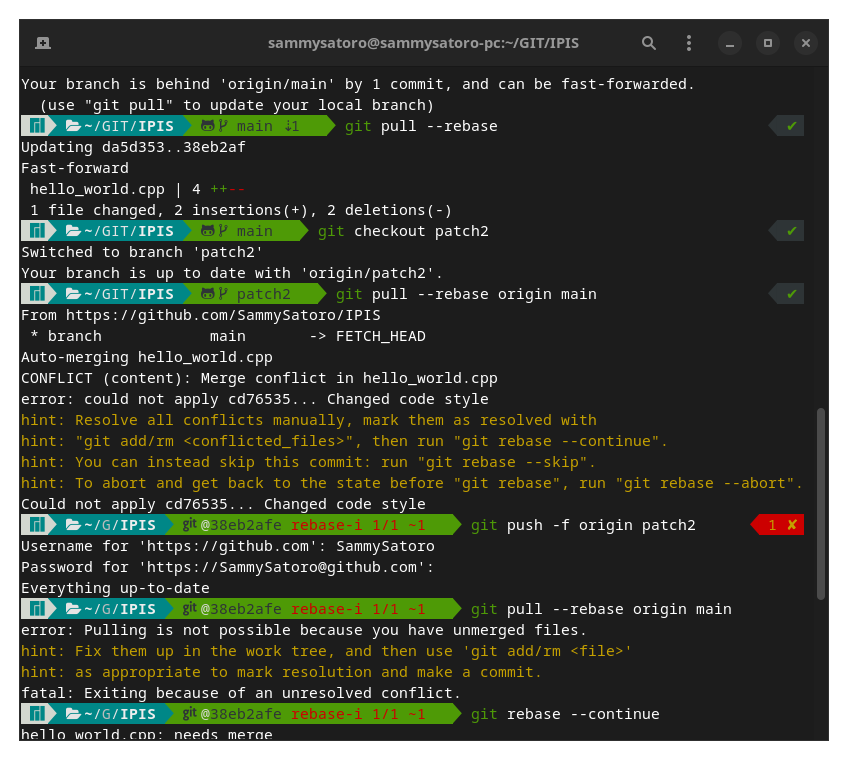 sammysatoro@sammysatoro-pc:~/GIT/IPIS
Your branch is behind 'origin/main' by 1 commit, and can be fast-forwarded.
  (use "git pull" to update your local branch)
~/GIT/IPIS main ⇣1 git pull --rebase ✔
Updating da5d353..38eb2af
Fast-forward
 hello_world.cpp | 4 ++--
 1 file changed, 2 insertions(+), 2 deletions(-)
~/GIT/IPIS main git checkout patch2 ✔
Switched to branch 'patch2'
Your branch is up to date with 'origin/patch2'.
~/GIT/IPIS patch2 git pull --rebase origin main ✔
From https://github.com/SammySatoro/IPIS
 * branch            main       -> FETCH_HEAD
Auto-merging hello_world.cpp
CONFLICT (content): Merge conflict in hello_world.cpp
error: could not apply cd76535... Changed code style
hint: Resolve all conflicts manually, mark them as resolved with
hint: "git add/rm <conflicted_files>", then run "git rebase --continue".
hint: You can instead skip this commit: run "git rebase --skip".
hint: To abort and get back to the state before "git rebase", run "git rebase --abort".
Could not apply cd76535... Changed code style
~/G/IPIS git @38eb2afe rebase-i 1/1 ~1 git push -f origin patch2 1 ✘
Username for 'https://github.com': SammySatoro
Password for 'https://SammySatoro@github.com':
Everything up-to-date
~/G/IPIS git @38eb2afe rebase-i 1/1 ~1 git pull --rebase origin main
error: Pulling is not possible because you have unmerged files.
hint: Fix them up in the work tree, and then use 'git add/rm <file>'
hint: as appropriate to mark resolution and make a commit.
fatal: Exiting because of an unresolved conflict.
~/G/IPIS git @38eb2afe rebase-i 1/1 ~1 git rebase --continue
hello_world.cpp: needs merge